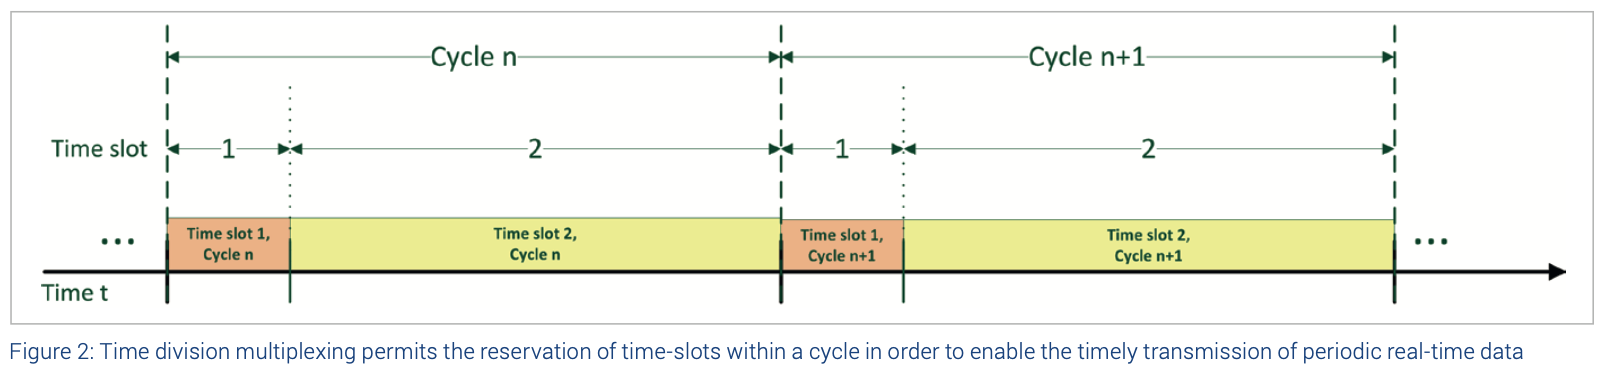 Cycle n
Cycle n+1
Time slot
1
2
1
2
...
Time slot 1,
Cycle n
Time slot 2,
Cycle n
Time slot 1,
Cycle n+1
Time slot 2,
Cycle n+1
...
Time t
Figure 2: Time division multiplexing permits the reservation of time-slots within a cycle in order to enable the timely transmission of periodic real-time data